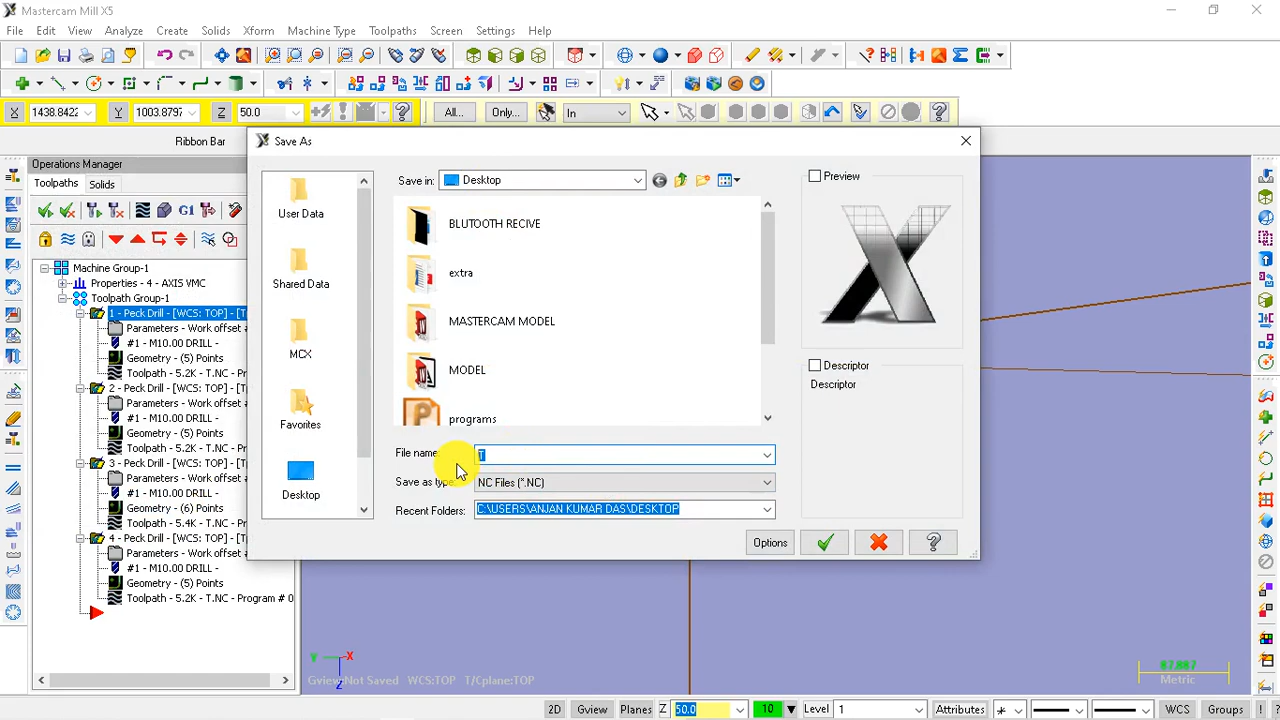 Mastercam Mill X5
File Edit View Analyze Create Solids Xform Machine Type Toolpaths Screen Settings Help
X 1438.8422 Y 1003.8797 Z 50.0 All... Only... In
Ribbon Bar
Operations Manager
Toolpaths Solids
G1
Machine Group-1
Properties - 4 - AXIS VMC
Toolpath Group-1
1 - Peck Drill - [WCS: TOP] - [T
Parameters - Work offset #
#1 - M10.00 DRILL -
Geometry - (5) Points
Toolpath - 5.2K - T.NC - Pr
2 - Peck Drill - [WCS: TOP] - [T
Parameters - Work offset #
#1 - M10.00 DRILL -
Geometry - (5) Points
Toolpath - 5.2K - T.NC - Pr
3 - Peck Drill - [WCS: TOP] - [T
Parameters - Work offset #
#1 - M10.00 DRILL -
Geometry - (5) Points
Toolpath - 5.4K - T.NC - Pr
4 - Peck Drill - [WCS: TOP] - [T
Parameters - Work offset #
#1 - M10.00 DRILL -
Geometry - (5) Points
Toolpath - 5.2K - T.NC - Program # 0
Save As
Save in: Desktop
User Data
Shared Data
MCX
Favorites
Desktop
BLUTOOTH RECIVE
extra
MASTERCAM MODEL
MODEL
programs
Preview
Descriptor
Descriptor
File name: T
Save as type: NC Files (*.NC)
Recent Folders: C:\USERS\ANJAN KUMAR DAS\DESKTOP
Options
Y X Z
Gview:Not Saved WCS:TOP T/Cplane:TOP
87.887
Metric
2D Gview Planes Z 50.0 10 Level 1 Attributes WCS Groups ! ?